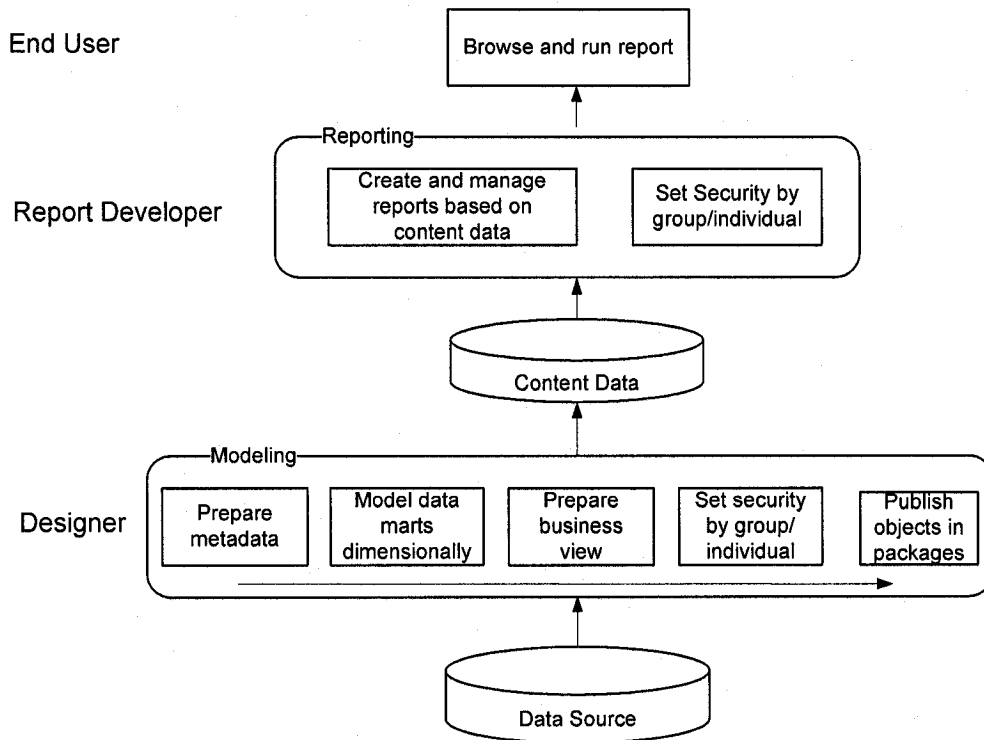 End User
Browse and run report
Reporting
Report Developer
Create and manage
reports based on
content data
Set Security by
group/individual
Content Data
Modeling
Designer
Prepare
metadata
Model data
marts
dimensionally
Prepare
business
view
Set security
by group/
individual
Publish
objects in
packages
Data Source